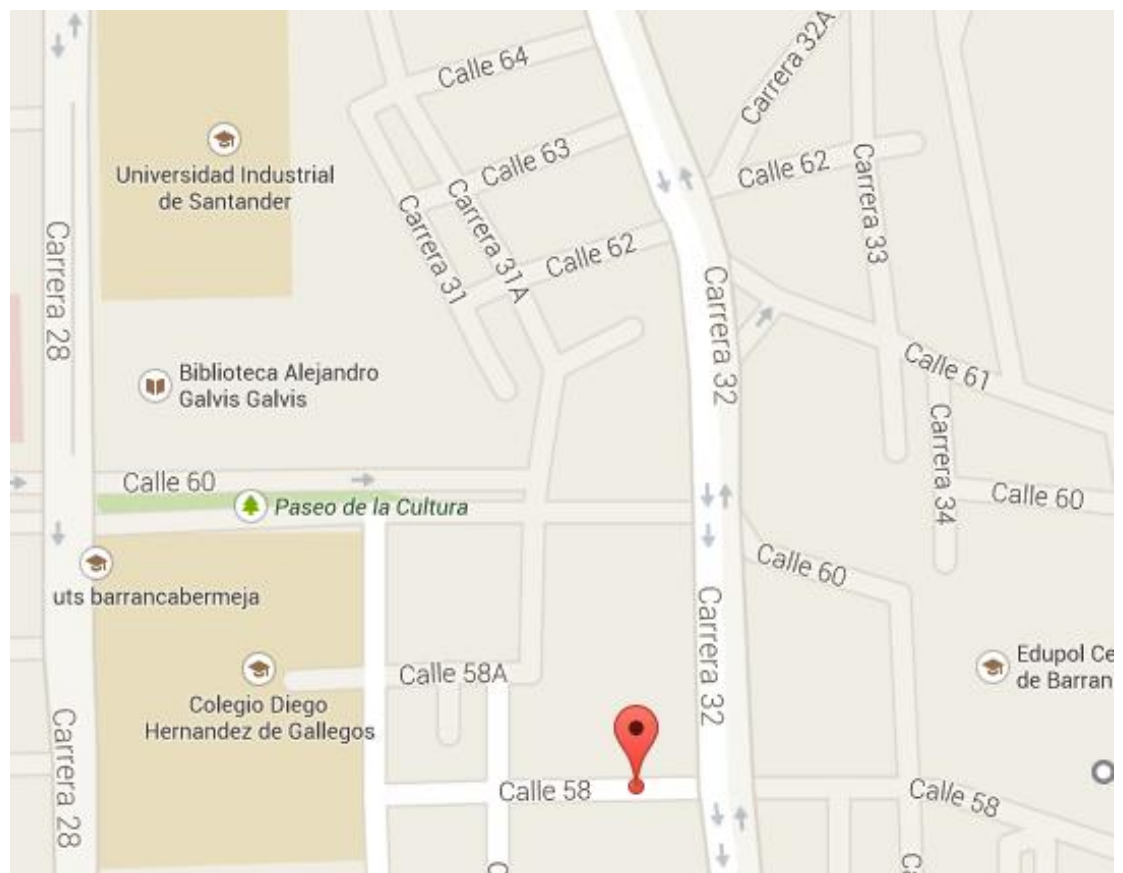 Calle 64
Carrera 32A
Universidad Industrial
de Santander
Calle 63
Calle 62
Carrera 33
Carrera 31
Carrera 31A
Calle 62
Carrera 28
Carrera 32
Biblioteca Alejandro
Galvis Galvis
Calle 61
Carrera 34
Calle 60
Calle 60
Paseo de la Cultura
uts barrancabermeja
Calle 60
Carrera 32
Colegio Diego
Hernandez de Gallegos
Calle 58A
Edupol Ce
de Barran
Carrera 28
Calle 58
Calle 58
C
Ca